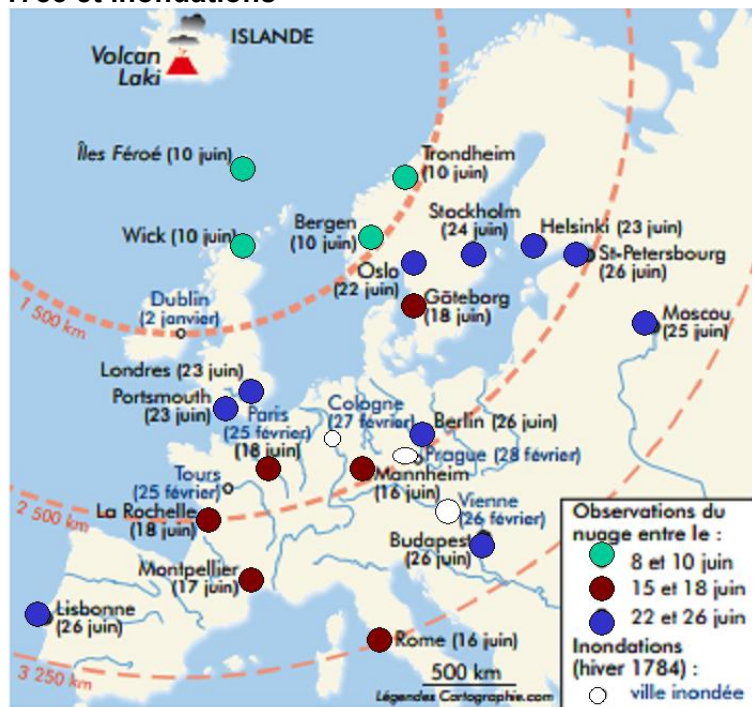 1783 et inondations
ISLANDE
Volcan
Laki
Îles Féroé (10 juin)
Trondheim
(10 juin)
Wick (10 juin)
Bergen
(10 juin)
Stockholm
(24 juin)
Helsinki (23 juin)
St-Petersbourg
(26 juin)
Oslo
(22 juin)
Göteborg
(18 juin)
Moscou
(25 juin)
1 500 km
Dublin
(2 janvier)
Londres (23 juin)
Portsmouth
(23 juin)
Paris
(25 février)
(18 juin)
Cologne
(27 février)
Berlin (26 juin)
Prague (28 février)
Mannheim
(16 juin)
Tours
(25 février)
Vienne
(26 février)
2 500 km
La Rochelle
(18 juin)
Budapest
(26 juin)
Montpellier
(17 juin)
Lisbonne
(26 juin)
Rome (16 juin)
3 250 km
500 km
Légendes Cartographie.com
Observations du
nuage entre le :
8 et 10 juin
15 et 18 juin
22 et 26 juin
Inondations
(hiver 1784) :
ville inondée